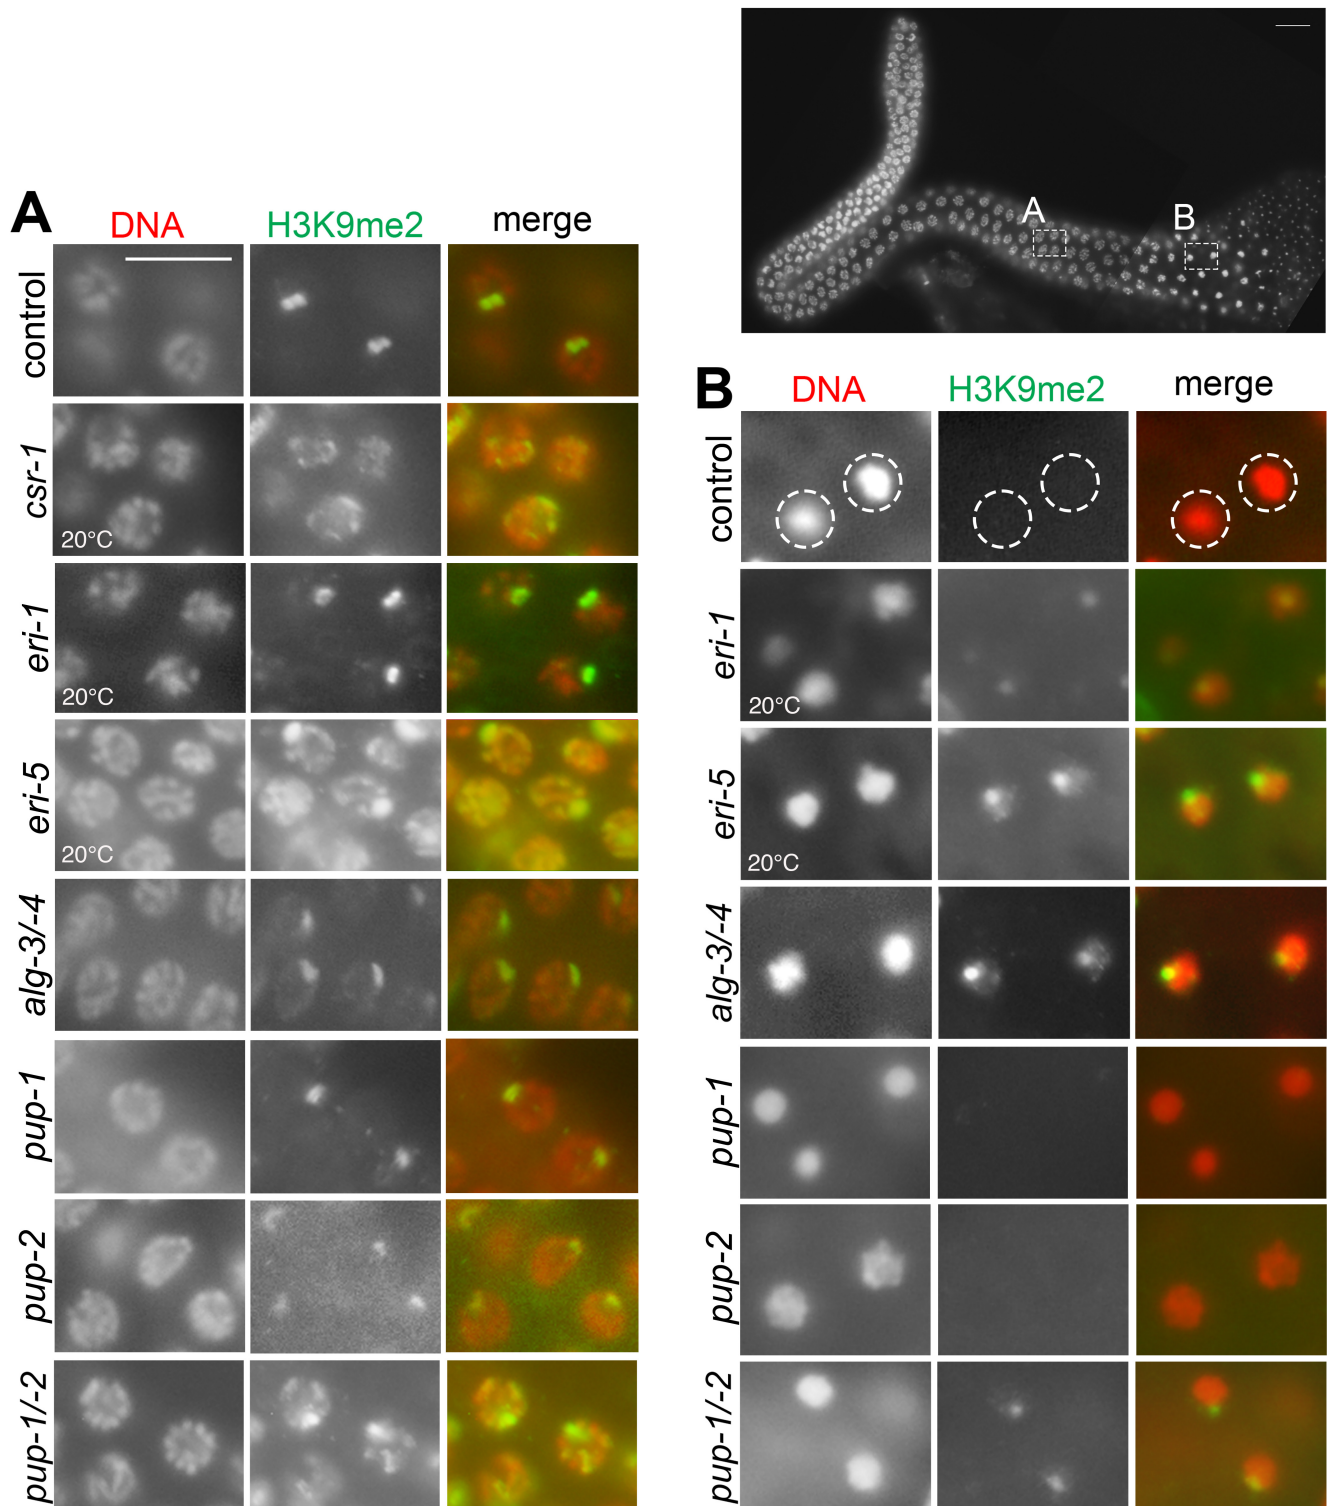 A B
A
DNA H3K9me2 merge
control
csr-1
20°C
eri-1
20°C
eri-5
20°C
alg-3/-4
pup-1
pup-2
pup-1/-2
B
DNA H3K9me2 merge
control
eri-1
20°C
eri-5
20°C
alg-3/-4
pup-1
pup-2
pup-1/-2